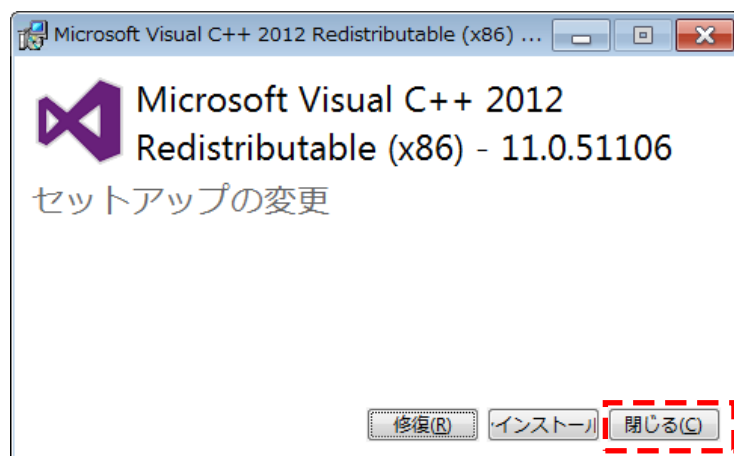 Microsoft Visual C++ 2012 Redistributable (x86) ...
Microsoft Visual C++ 2012
Redistributable (x86) - 11.0.51106
セットアップの変更
修復(R) インストール 閉じる(C)